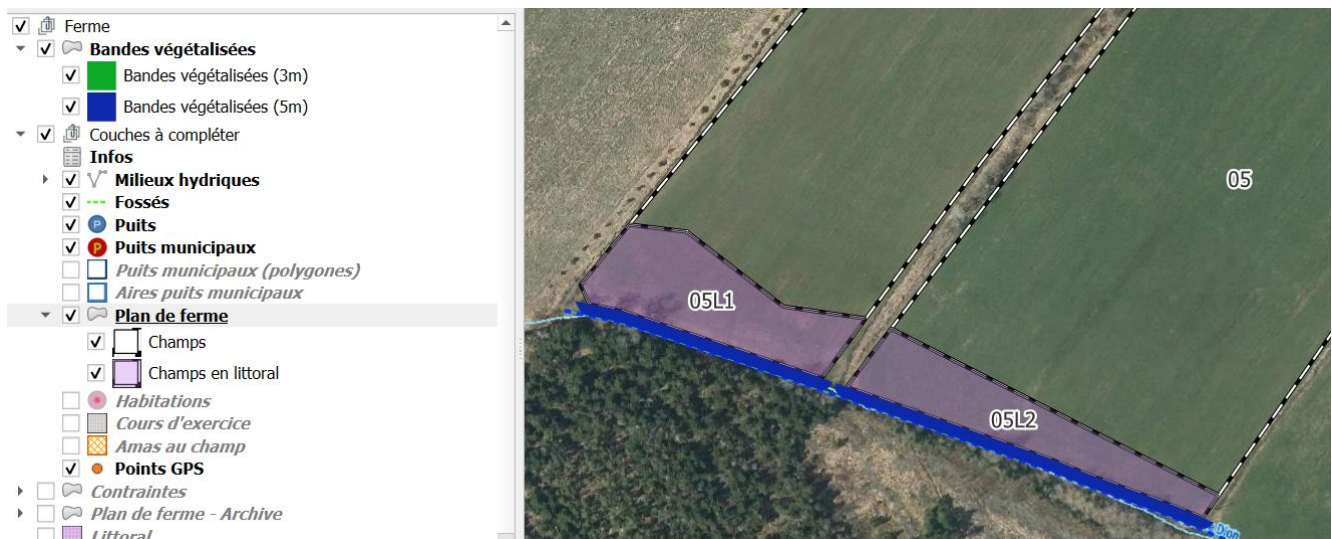 Ferme
Bandes végétalisées
Bandes végétalisées (3m)
Bandes végétalisées (5m)
Couches à compléter
Infos
Milieux hydriques
Fossés
P Puits
P Puits municipaux
Puits municipaux (polygones)
Aires puits municipaux
Plan de ferme
Champs
Champs en littoral
Habitations
Cours d'exercice
Amas au champ
Points GPS
Contraintes
Plan de ferme - Archive
Littoral
05
05L1
05L2